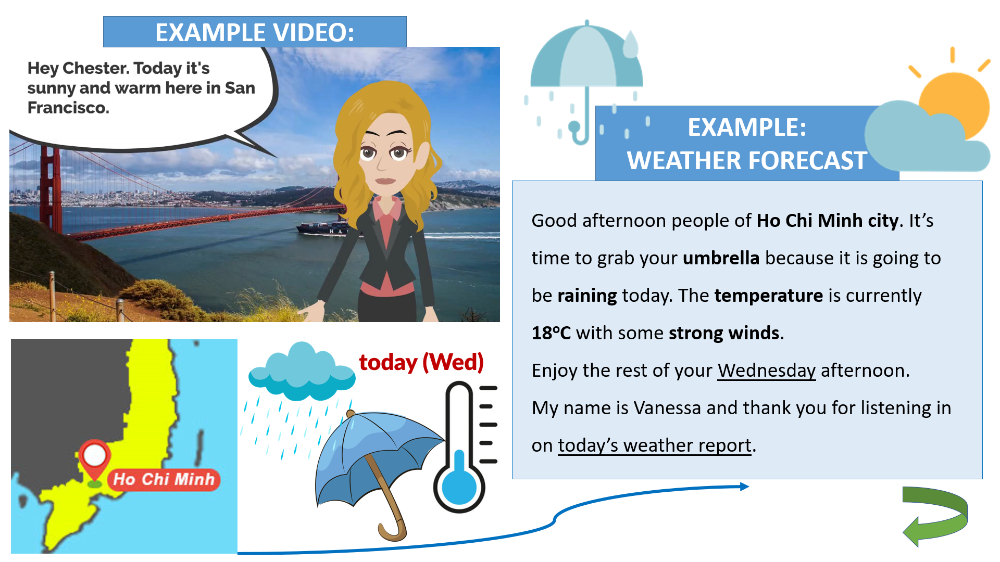 EXAMPLE VIDEO:
Hey Chester. Today it's
sunny and warm here in San
Francisco.
HAN
EXAMPLE:
WEATHER FORECAST
Good afternoon people of Ho Chi Minh city. It’s
time to grab your umbrella because it is going to
be raining today. The temperature is currently
18ºC with some strong winds.
Enjoy the rest of your Wednesday afternoon.
My name is Vanessa and thank you for listening in
on today’s weather report.
Ho Chi Minh
today (Wed)